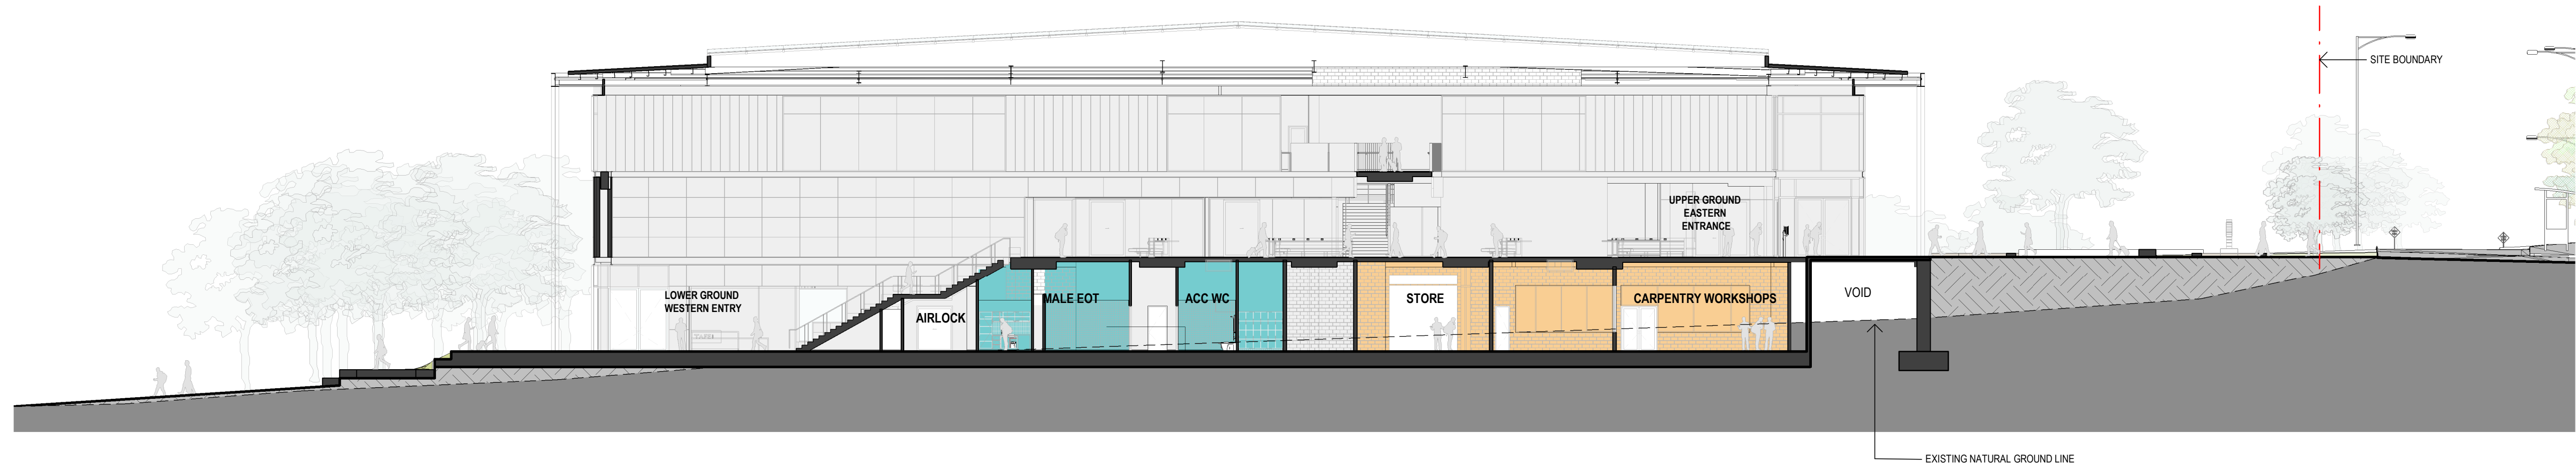 SITE BOUNDARY
UPPER GROUND
EASTERN
ENTRANCE
LOWER GROUND
WESTERN ENTRY
AIRLOCK
MALE EOT
ACC WC
STORE
CARPENTRY WORKSHOPS
VOID
EXISTING NATURAL GROUND LINE